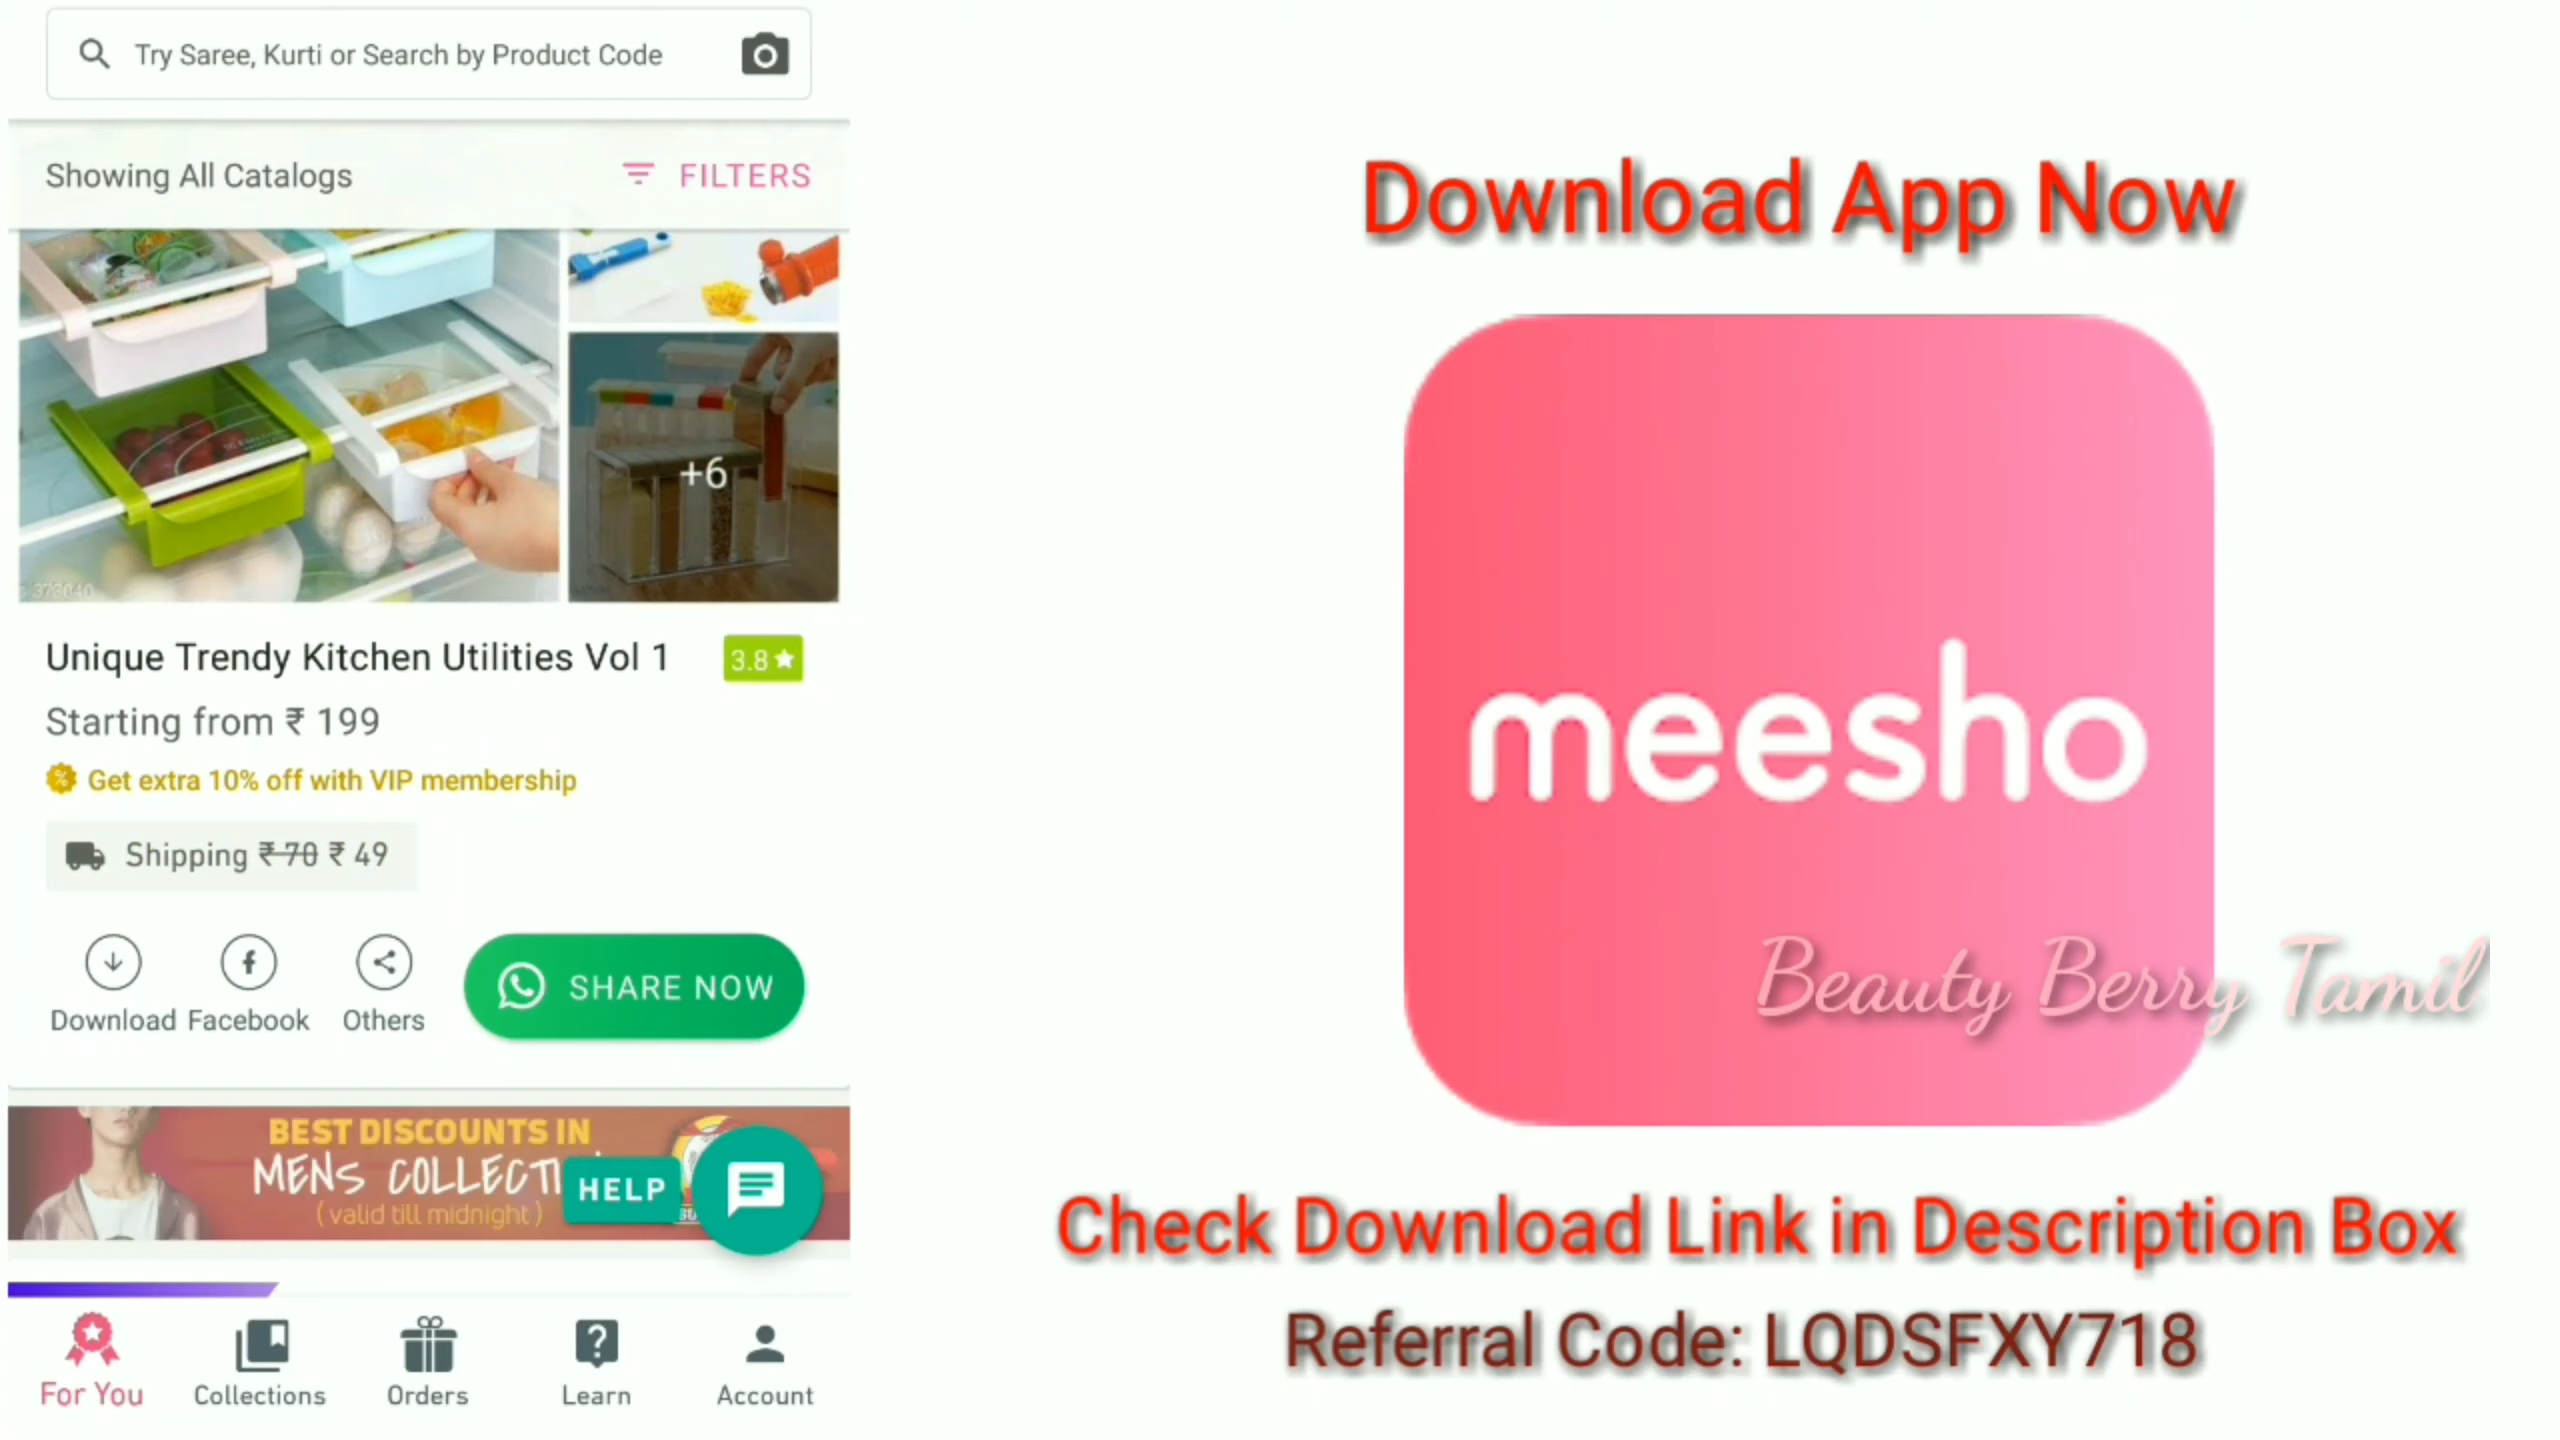 Try Saree, Kurti or Search by Product Code
Showing All Catalogs
FILTERS
+6
Unique Trendy Kitchen Utilities Vol 1
3.8
Starting from ₹ 199
Get extra 10% off with VIP membership
Shipping ₹ 70 ₹ 49
Download
Facebook
Others
SHARE NOW
BEST DISCOUNTS IN
MENS COLLECTI
(valid till midnight)
HELP
For You
Collections
Orders
Learn
Account
Download App Now
meesho
Beauty Berry Tamil
Check Download Link in Description Box
Referral Code: LQDSFXY718